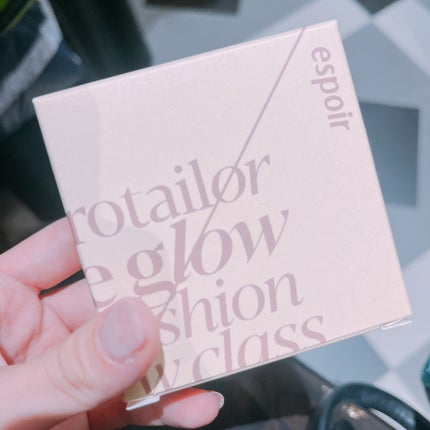 espoir
rotailor
e glow
shion
w class